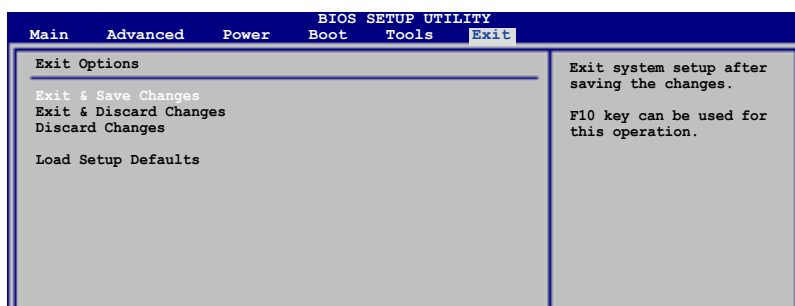 BIOS SETUP UTILITY
Main Advanced Power Boot Tools Exit
Exit Options
Exit & Save Changes
Exit & Discard Changes
Discard Changes
Load Setup Defaults
Exit system setup after
saving the changes.
F10 key can be used for
this operation.